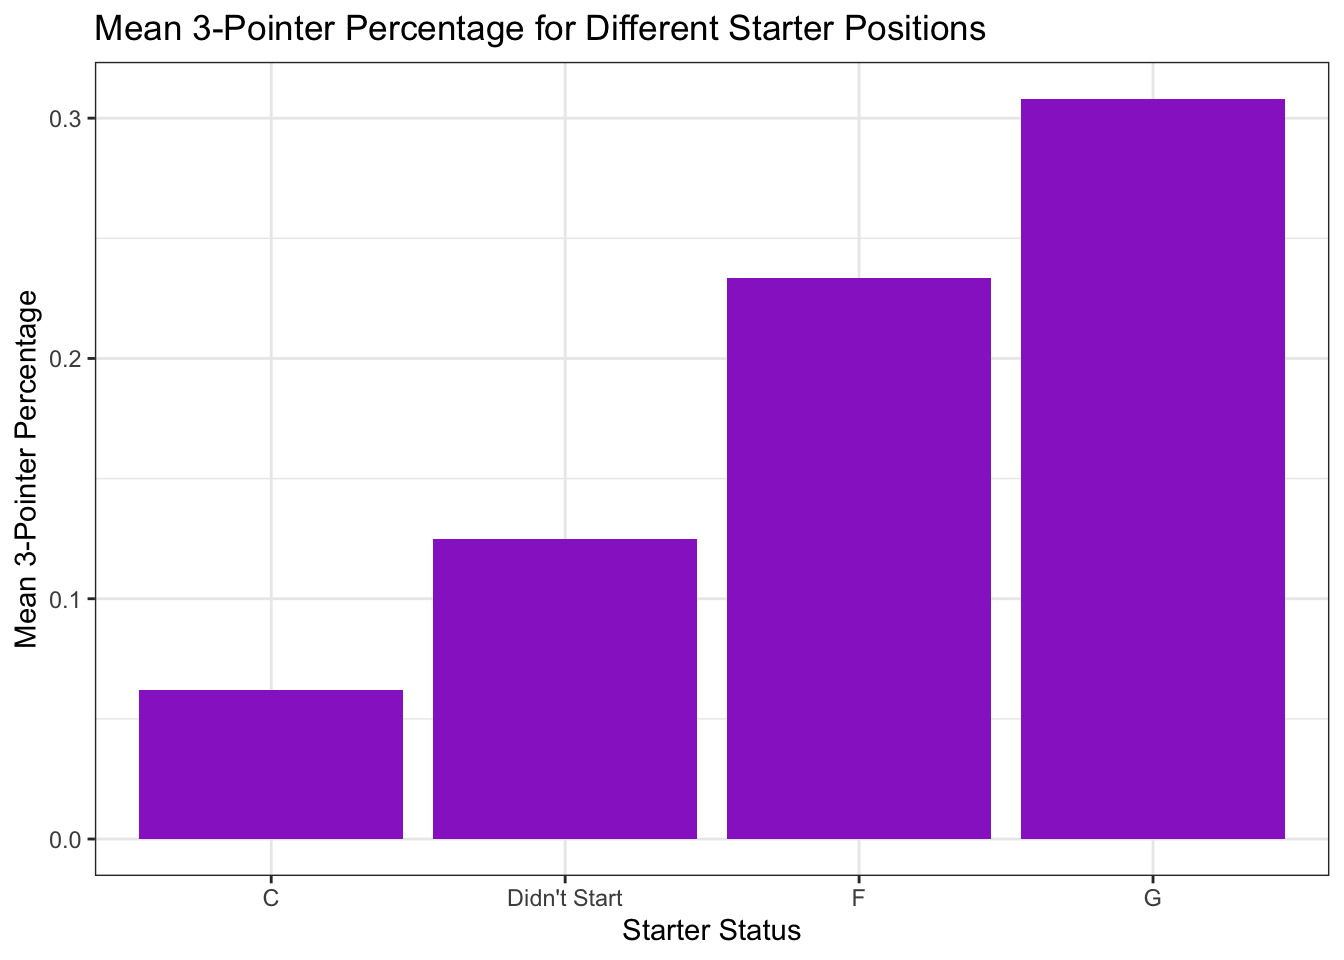 Mean 3-Pointer Percentage for Different Starter Positions
Mean 3-Pointer Percentage
0.3
0.2
0.1
0.0
C
Didn't Start
F
G
Starter Status